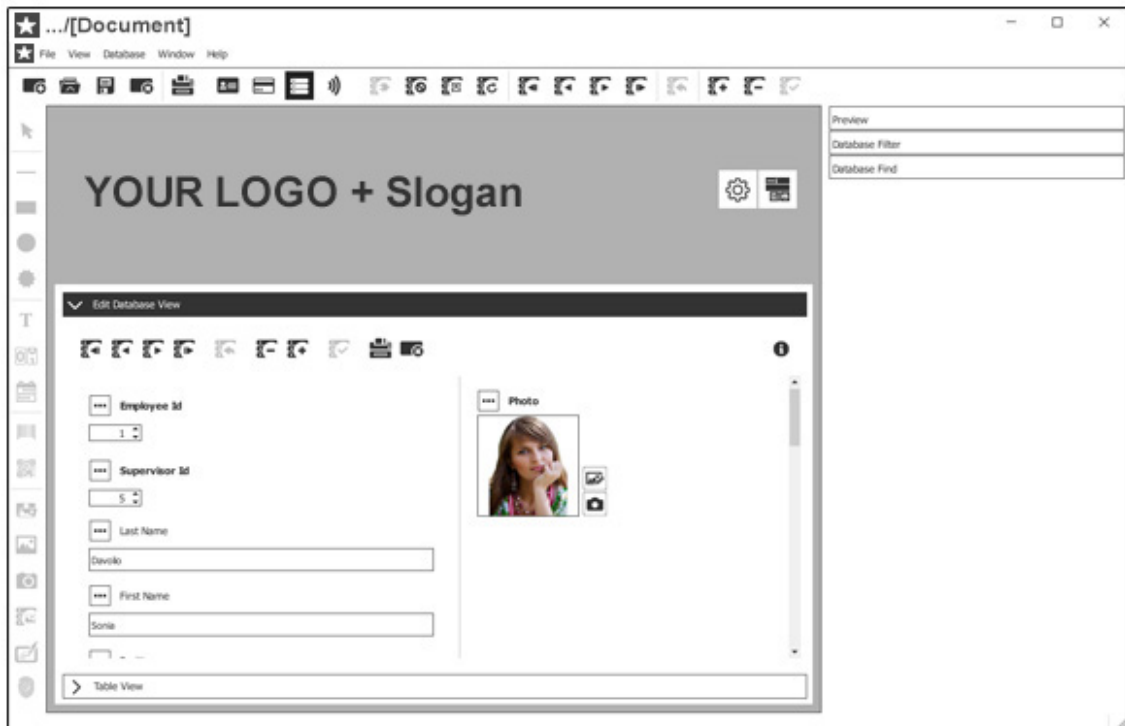 .../[Document]
File View Database Window Help
Preview
Database Filter
Database Find
YOUR LOGO + Slogan
Edit Database View
Employee Id
1
Supervisor Id
5
Last Name
Davolio
First Name
Sonia
Photo
Table View